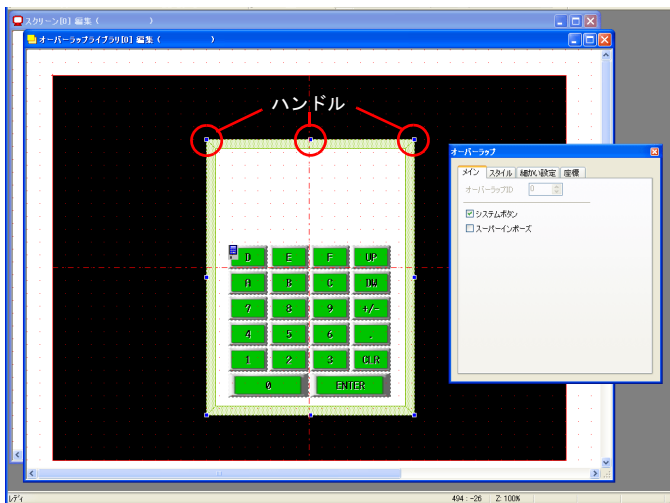 スクリーン[0] 編集 (　　　)
オーバーラップライブラリ[0] 編集 (　　　)
ハンドル
オーバーラップ
メイン スタイル 細かい設定 座標
オーバーラップID 0
システムボタン
スーパーインポーズ
D E F UP
A B C DW
7 8 9 +/-
4 5 6 .
1 2 3 CLR
0 ENTER
レディ 494 : -26 Z: 100%